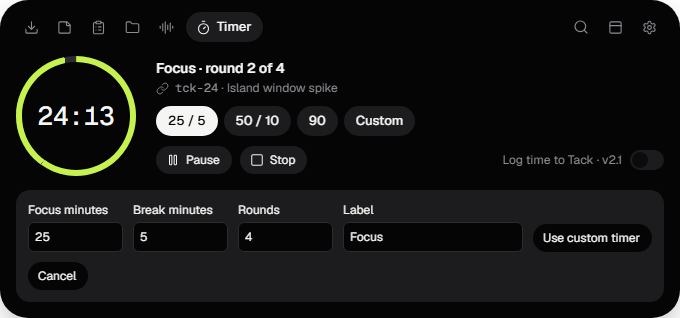 Timer
Focus · round 2 of 4
tck-24 · Island window spike
24:13
25 / 5 50 / 10 90 Custom
Pause Stop Log time to Tack · v2.1
Focus minutes Break minutes Rounds Label
25 5 4 Focus Use custom timer
Cancel